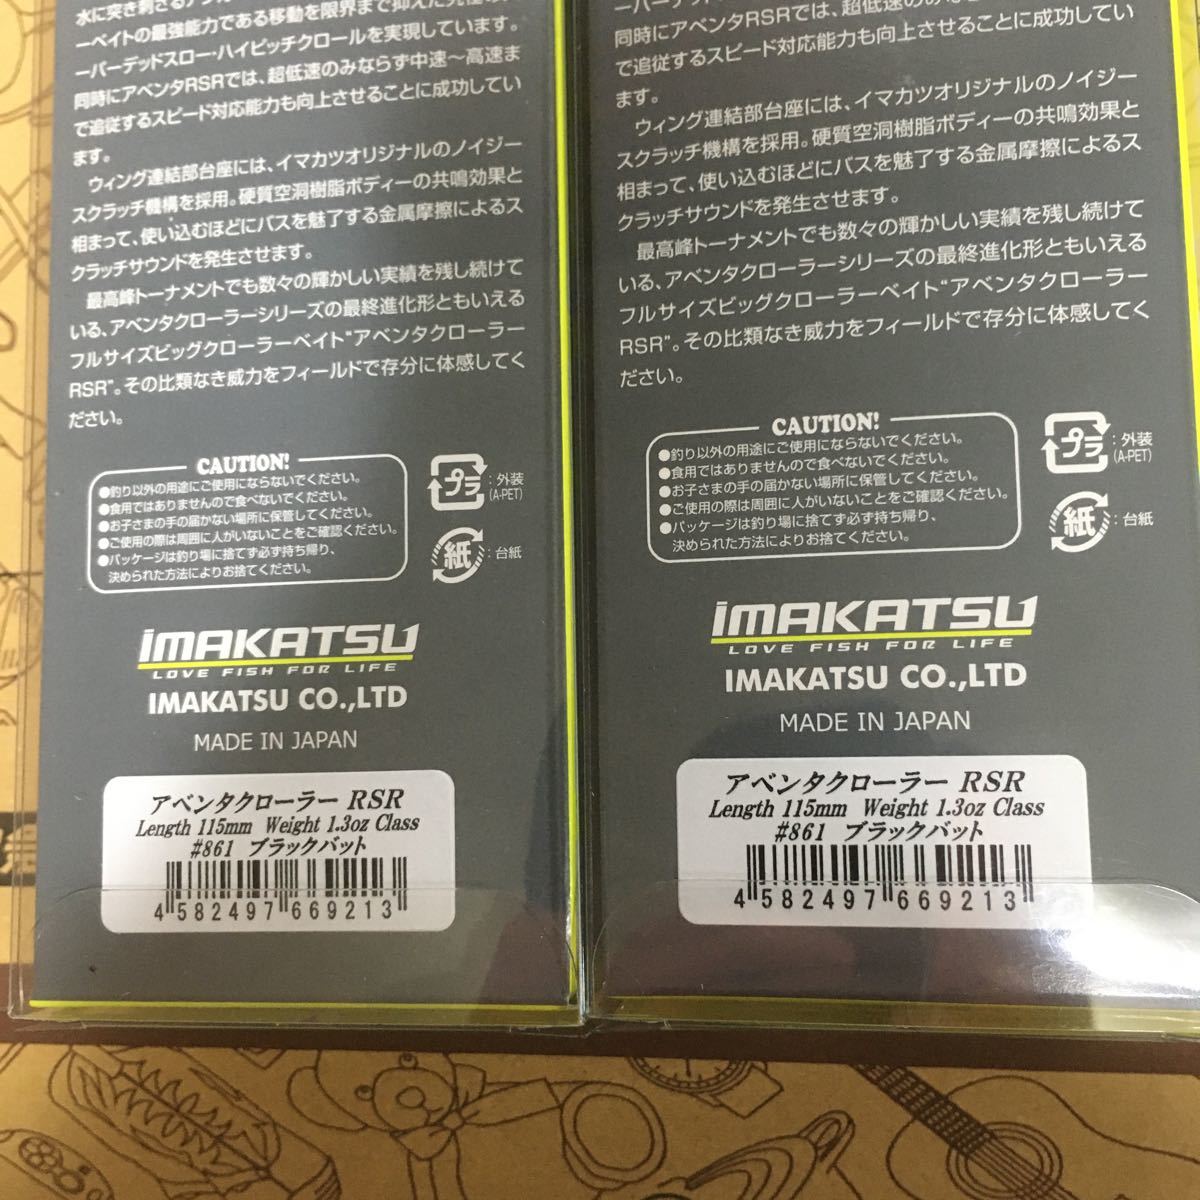 ーベイトの最強能力である移動を限界まで抑えた究極の
ーパーデッドスロー・ハイピッチクロールを実現しています。
同時にアベンタRSRでは、超低速のみならず中速〜高速ま
で追従するスピード対応能力も向上させることに成功してい
ます。
ウィング連結部台座には、イマカツオリジナルのノイジー
スクラッチ機構を採用。硬質空洞樹脂ボディーの共鳴効果と
相まって、使い込むほどにバスを魅了する金属摩擦によるス
クラッチサウンドを発生させます。
最高峰トーナメントでも数々の輝かしい実績を残し続けて
いる、アベンタクローラーシリーズの最終進化形ともいえる
フルサイズビッグクローラーベイト“アベンタクローラー
RSR”。その比類なき威力をフィールドで存分に体感してく
ださい。
CAUTION!
●釣り以外の用途にご使用にならないでください。
●食用ではありませんので食べないでください。
●お子さまの手の届かない場所に保管してください。
●ご使用の際は周囲に人がいないことをご確認ください。
●パッケージは釣り場に捨てず必ず持ち帰り、
決められた方法によりお捨てください。
プラ
:外装
(A-PET)
紙
:台紙
IMAKATSU
LOVE FISH FOR LIFE
IMAKATSU CO.,LTD
MADE IN JAPAN
アベンタクローラー RSR
Length 115mm Weight 1.3oz Class
#861 ブラックバット
4 582497 669213
同時にアベンタRSRでは、超低速のみな
で追従するスピード対応能力も向上させることに成功してい
ます。
ウィング連結部台座には、イマカツオリジナルのノイジー
スクラッチ機構を採用。硬質空洞樹脂ボディーの共鳴効果と
相まって、使い込むほどにバスを魅了する金属摩擦によるス
クラッチサウンドを発生させます。
最高峰トーナメントでも数々の輝かしい実績を残し続けて
いる、アベンタクローラーシリーズの最終進化形ともいえる
フルサイズビッグクローラーベイト“アベンタクローラー
RSR”。その比類なき威力をフィールドで存分に体感してく
ださい。
CAUTION!
●釣り以外の用途にご使用にならないでください。
●食用ではありませんので食べないでください。
●お子さまの手の届かない場所に保管してください。
●ご使用の際は周囲に人がいないことをご確認ください。
●パッケージは釣り場に捨てず必ず持ち帰り、
決められた方法によりお捨てください。
プラ
:外装
(A-PET)
紙
:台紙
IMAKATSU
LOVE FISH FOR LIFE
IMAKATSU CO.,LTD
MADE IN JAPAN
アベンタクローラー RSR
Length 115mm Weight 1.3oz Class
#861 ブラックバット
4 582497 669213